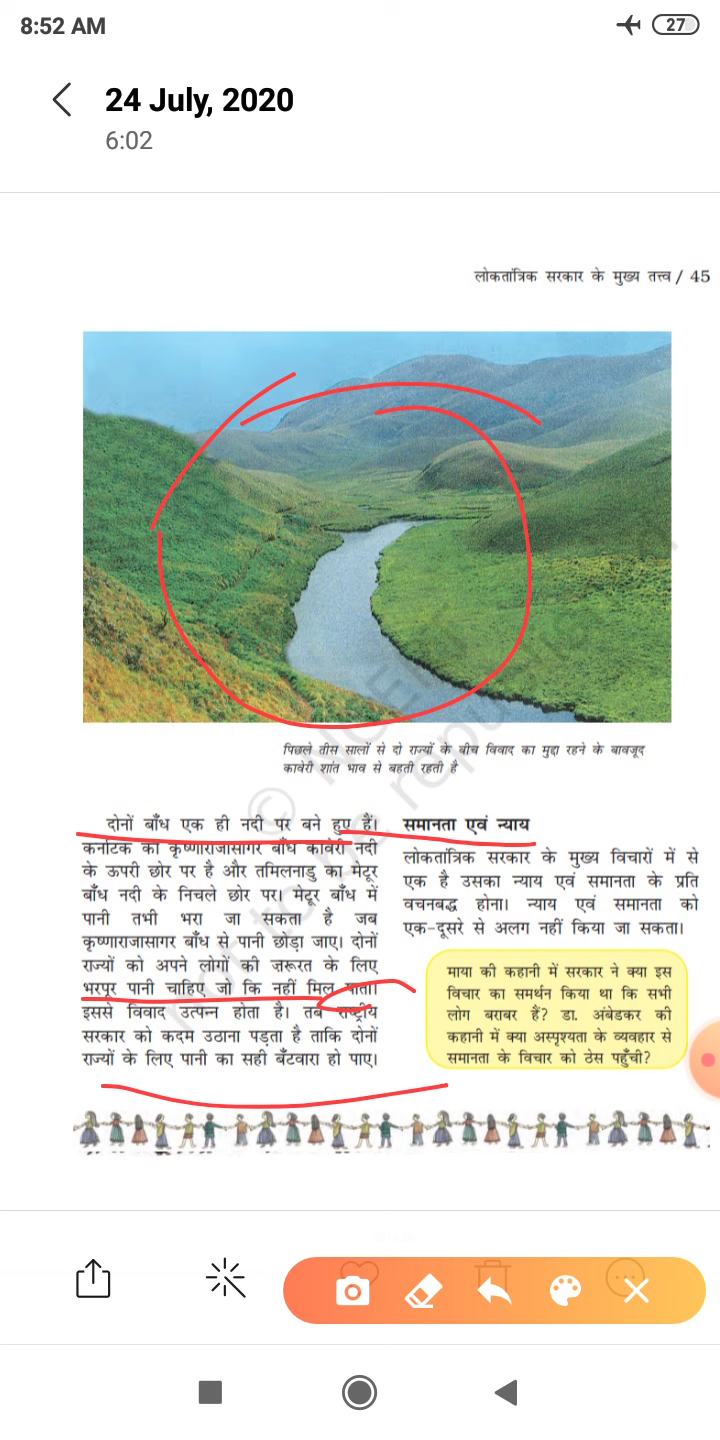 8:52 AM
27
24 July, 2020
6:02
लोकतांत्रिक सरकार के मुख्य तत्त्व / 45
पिछले तीस सालों से दो राज्यों के बीच विवाद का मुद्दा रहने के बावजूद
कावेरी शांत भाव से बहती रहती है
दोनों बाँध एक ही नदी पर बने हुए हैं।
कर्नाटक का कृष्णाराजासागर बाँध कावेरी नदी
के ऊपरी छोर पर है और तमिलनाडु का मेटूर
बाँध नदी के निचले छोर पर। मेटूर बाँध में
पानी तभी भरा जा सकता है जब
कृष्णाराजासागर बाँध से पानी छोड़ा जाए। दोनों
राज्यों को अपने लोगों की ज़रूरत के लिए
भरपूर पानी चाहिए जो कि नहीं मिल पाता।
इससे विवाद उत्पन्न होता है। तब राष्ट्रीय
सरकार को कदम उठाना पड़ता है ताकि दोनों
राज्यों के लिए पानी का सही बँटवारा हो पाए।
समानता एवं न्याय
लोकतांत्रिक सरकार के मुख्य विचारों में से
एक है उसका न्याय एवं समानता के प्रति
वचनबद्ध होना। न्याय एवं समानता को
एक-दूसरे से अलग नहीं किया जा सकता।
माया की कहानी में सरकार ने क्या इस
विचार का समर्थन किया था कि सभी
लोग बराबर हैं? डा. अंबेडकर की
कहानी में क्या अस्पृश्यता के व्यवहार से
समानता के विचार को ठेस पहुँची?